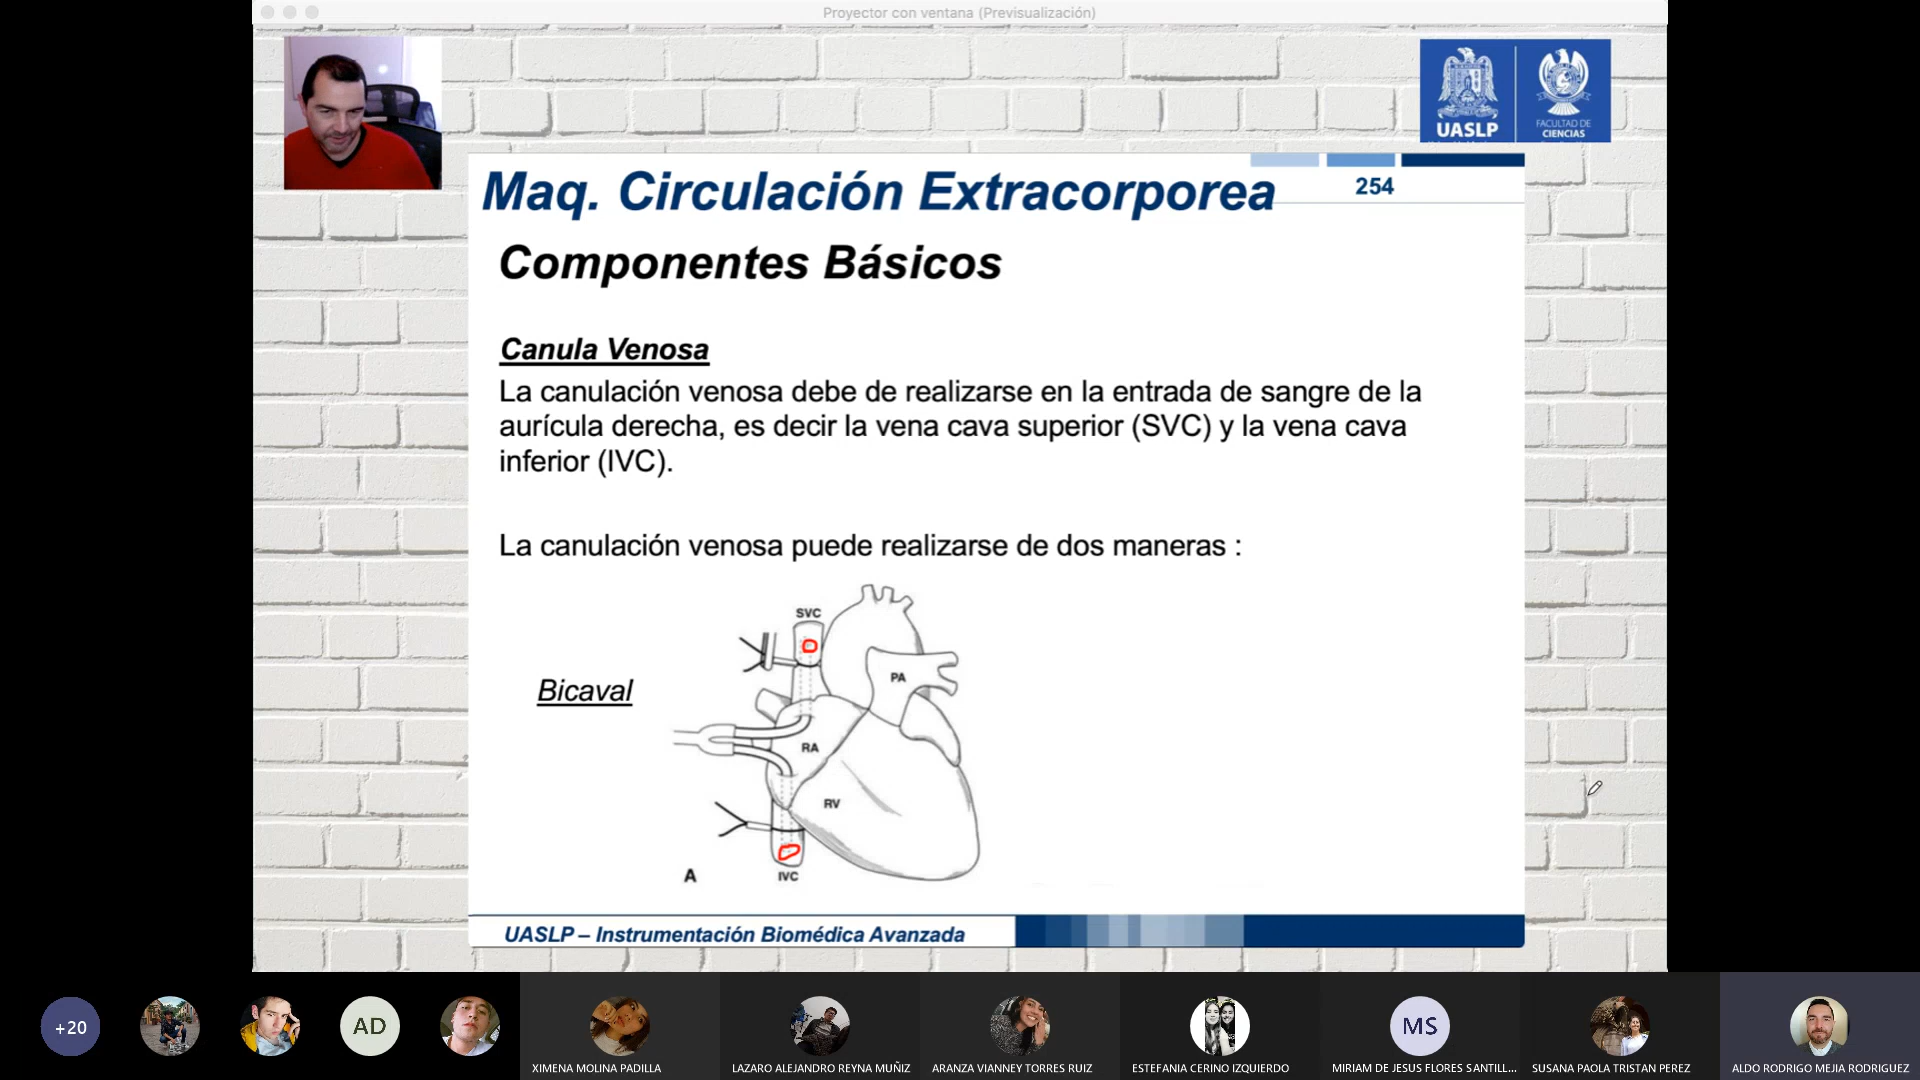 Proyector con ventana (Previsualización)
UASLP
FACULTAD DE
CIENCIAS
Maq. Circulación Extracorporea
254
Componentes Básicos
Canula Venosa
La canulación venosa debe de realizarse en la entrada de sangre de la
aurícula derecha, es decir la vena cava superior (SVC) y la vena cava
inferior (IVC).
La canulación venosa puede realizarse de dos maneras :
SVC
PA
Bicaval
RA
RV
A
IVC
UASLP – Instrumentación Biomédica Avanzada
+20
AD
MS
XIMENA MOLINA PADILLA
LAZARO ALEJANDRO REYNA MUÑIZ
ARANZA VIANNEY TORRES RUIZ
ESTEFANIA CERINO IZQUIERDO
MIRIAM DE JESUS FLORES SANTILL...
SUSANA PAOLA TRISTAN PEREZ
ALDO RODRIGO MEJIA RODRIGUEZ